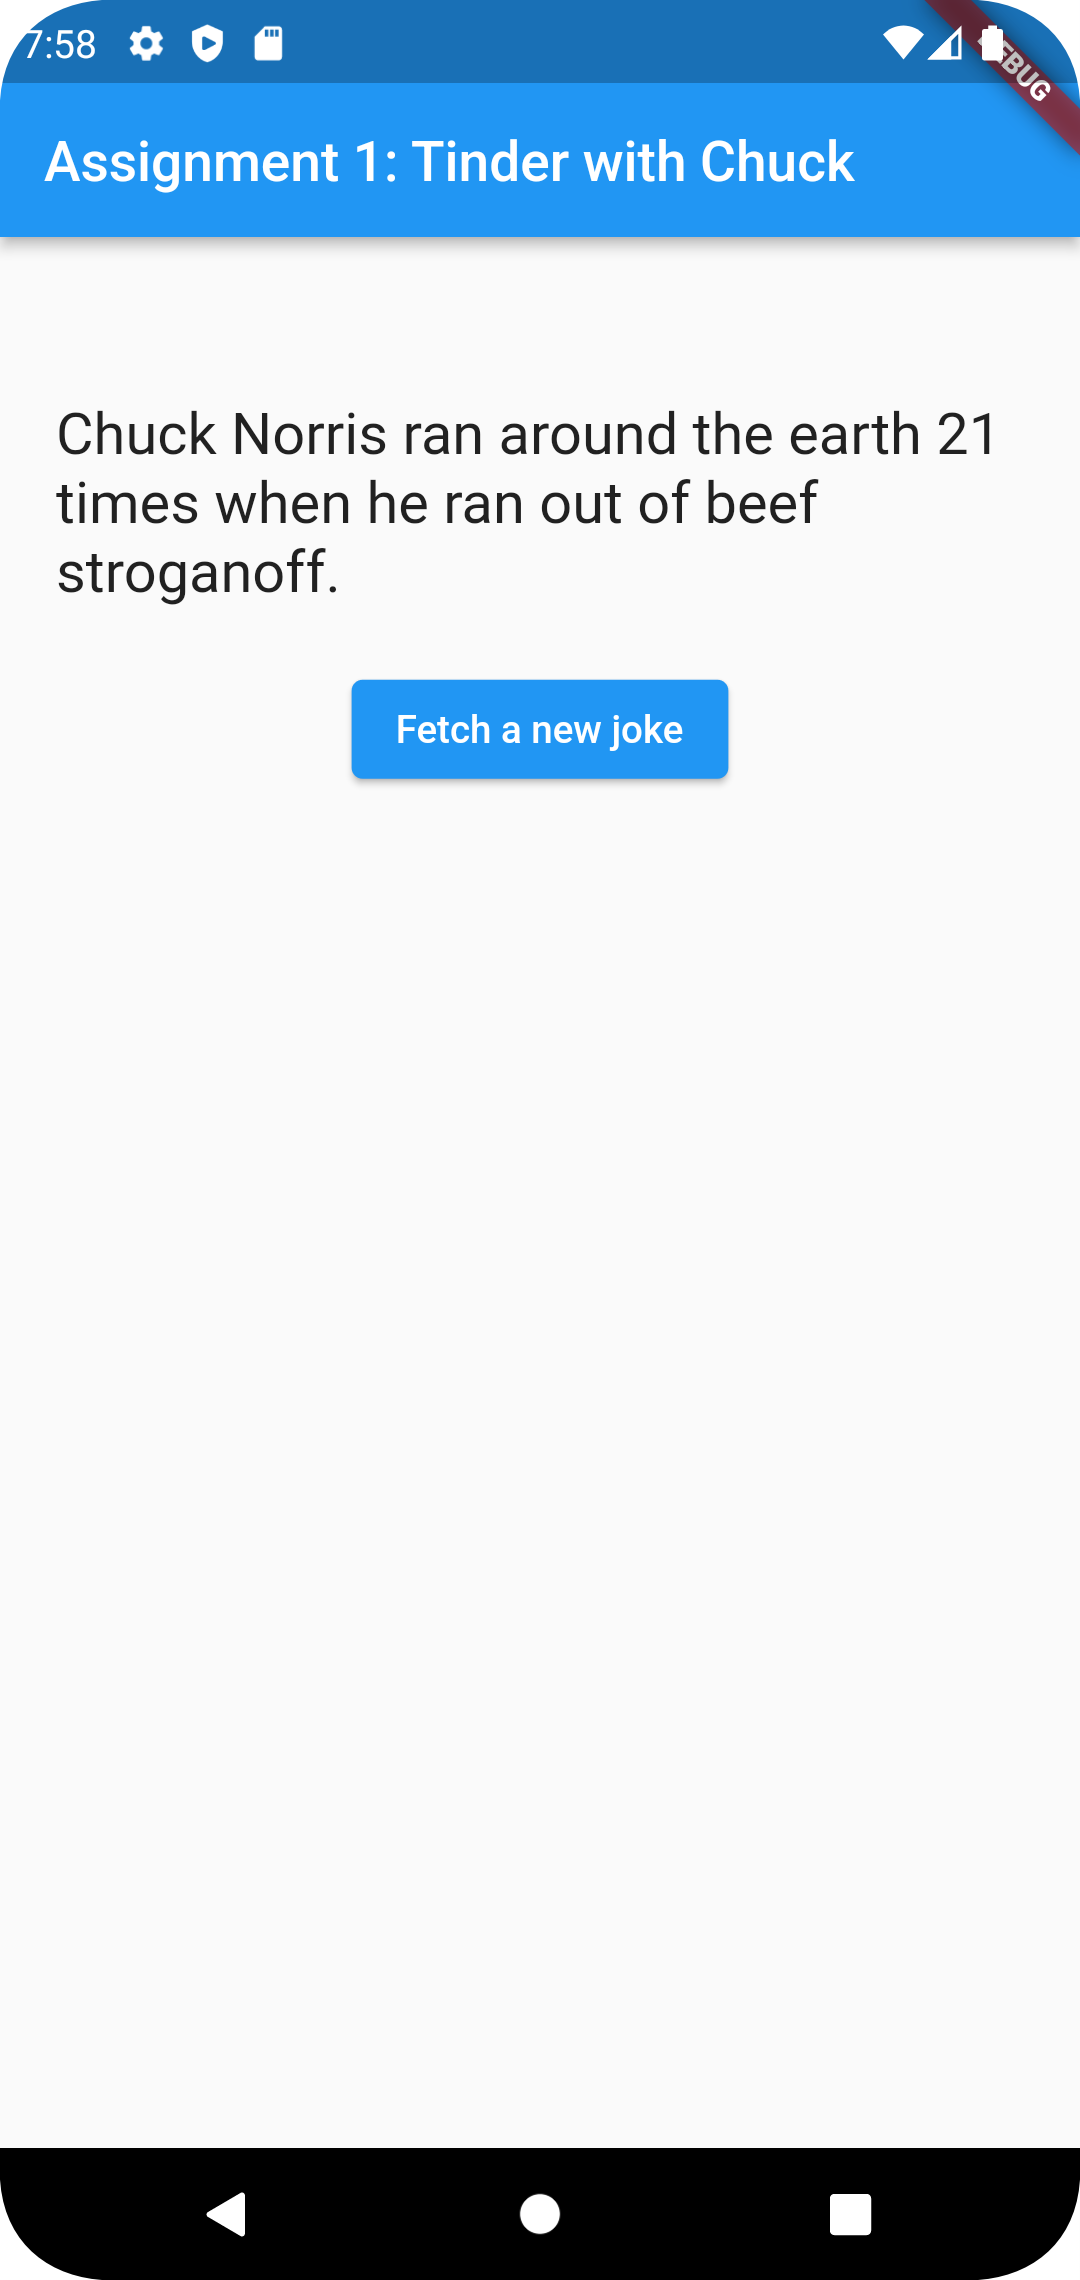 7:58
DEBUG
Assignment 1: Tinder with Chuck
Chuck Norris ran around the earth 21
times when he ran out of beef
stroganoff.
Fetch a new joke